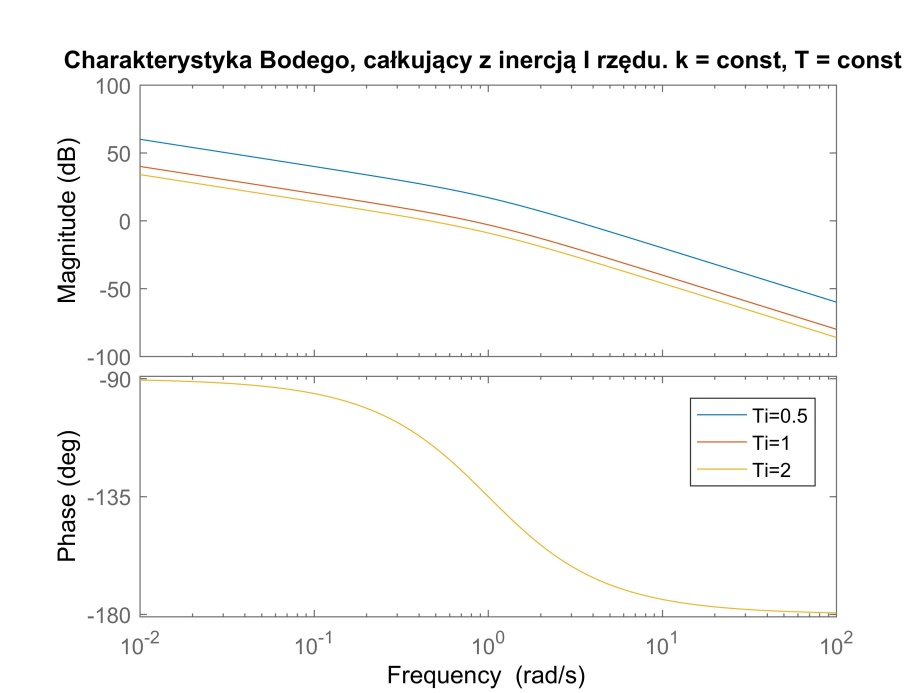 Charakterystyka Bodego, całkujący z inercją I rzędu. k = const, T = const
Magnitude (dB)
100
50
0
-50
-100
Phase (deg)
-90
-135
-180
Ti=0.5
Ti=1
Ti=2
10^-2
10^-1
10^0
10^1
10^2
Frequency (rad/s)